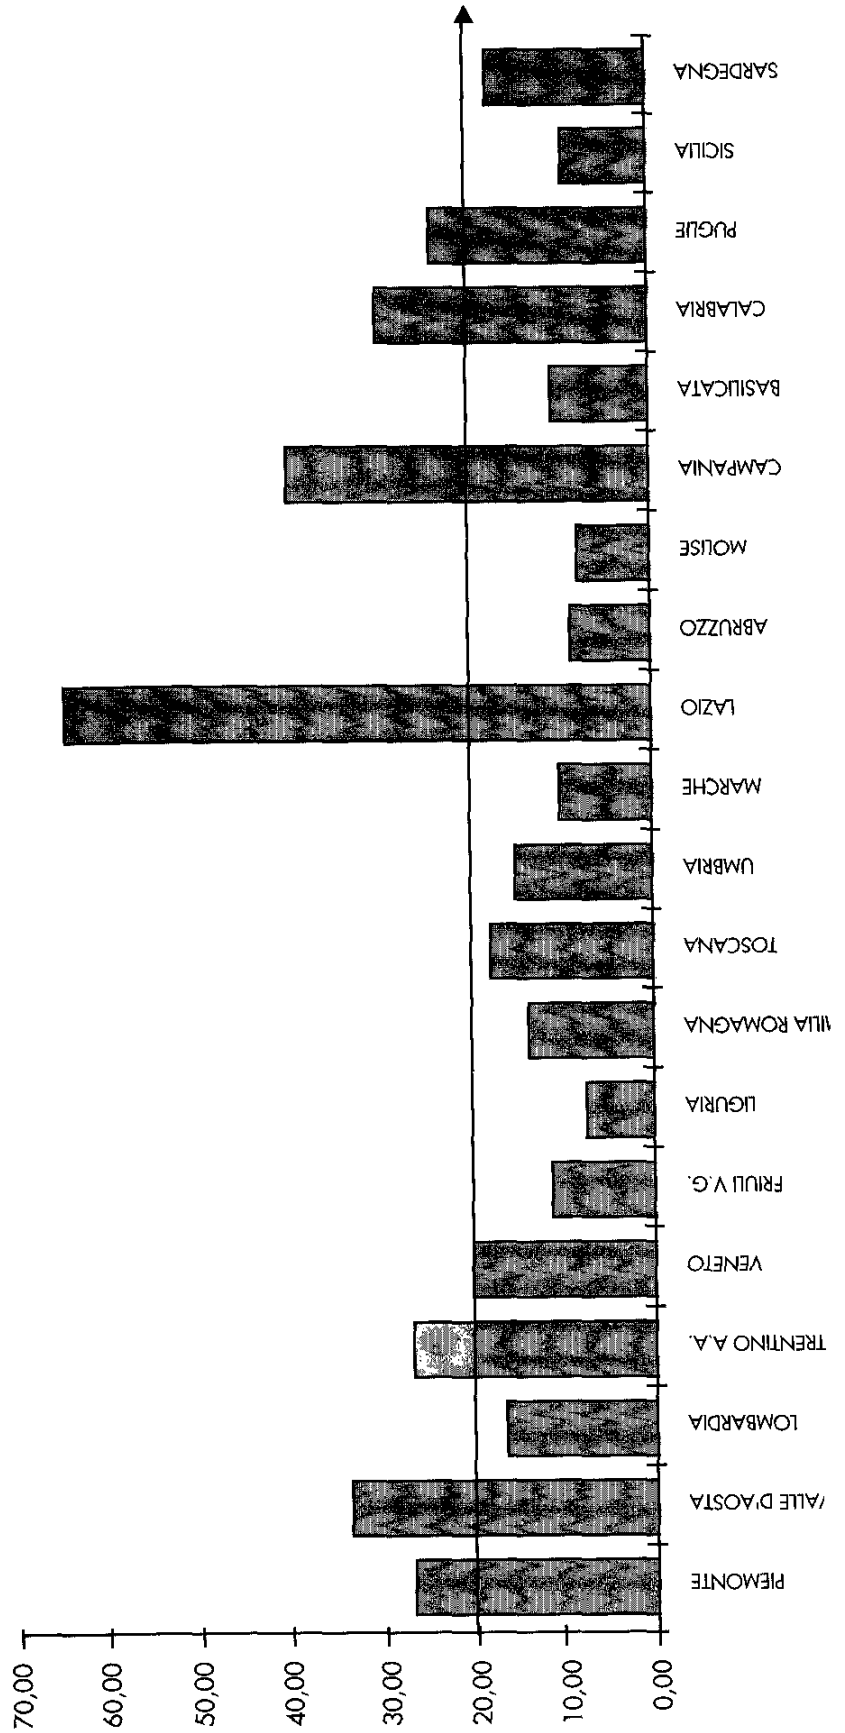 70,00
60,00
50,00
40,00
30,00
20,00
10,00
0,00
PIEMONTE
/ALLE D'AOSTA
LOMBARDIA
TRENTINO A.A.
VENETO
FRIULI V.G.
LIGURIA
ILIA ROMAGNA
TOSCANA
UMBRIA
MARCHE
LAZIO
ABRUZZO
MOLISE
CAMPANIA
BASILICATA
CALABRIA
PUGLIE
SICILIA
SARDEGNA